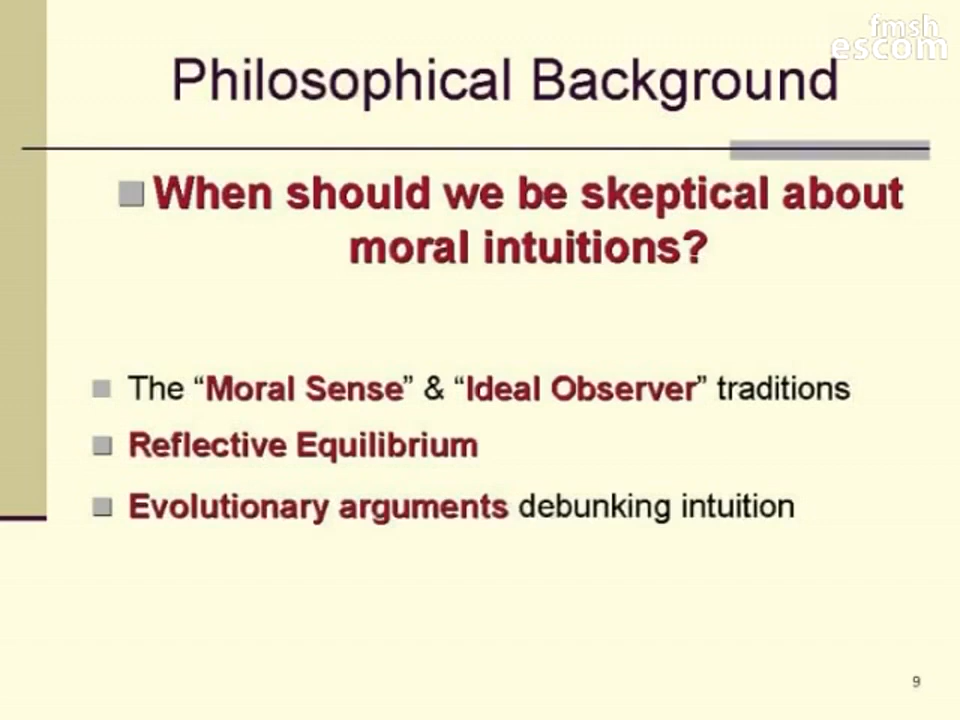 fmsh
escom
Philosophical Background
When should we be skeptical about
moral intuitions?
The “Moral Sense” & “Ideal Observer” traditions
Reflective Equilibrium
Evolutionary arguments debunking intuition
9